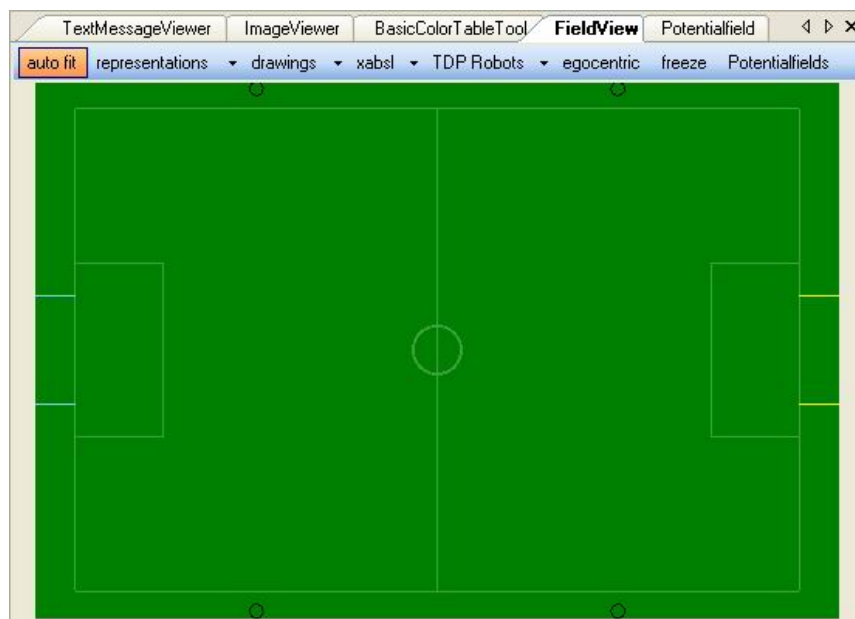 TextMessageViewer ImageViewer BasicColorTableTool FieldView Potentialfield
auto fit representations drawings xabsl TDP Robots egocentric freeze Potentialfields